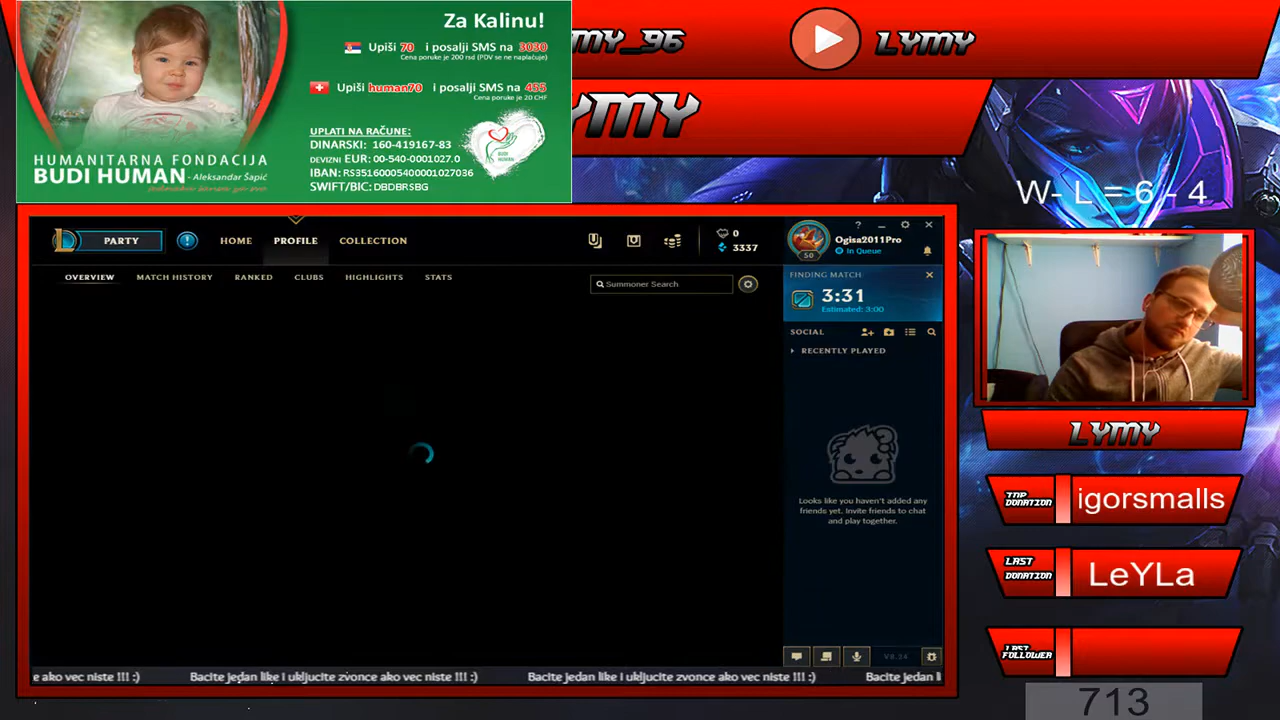 Za Kalinu!
Upiši 70 i posalji SMS na 3030
Cena poruke je 200 rsd (PDV se ne naplaćuje)
Upiši human70 i posalji SMS na 455
Cena poruke je 20 CHF
UPLATI NA RAČUNE:
DINARSKI: 160-419167-83
DEVIZNI EUR: 00-540-0001027.0
IBAN: RS35160005400001027036
SWIFT/BIC: DBDBRSBG
BUDI HUMAN
HUMANITARNA FONDACIJA
BUDI HUMAN - Aleksandar Šapić
MY_96
LYMY
YMY
W- L = 6 - 4
PARTY
HOME
PROFILE
COLLECTION
0
3337
50
Ogisa2011Pro
In Queue
OVERVIEW
MATCH HISTORY
RANKED
CLUBS
HIGHLIGHTS
STATS
Summoner Search
FINDING MATCH
3:31
Estimated: 3:00
SOCIAL
RECENTLY PLAYED
Looks like you haven't added any
friends yet. Invite friends to chat
and play together.
V8.24
LYMY
TOP
DONATION
igorsmalls
LAST
DONATION
LeYLa
LAST
FOLLOWER
713
e ako vec niste !!! :) Bacite jedan like i ukljucite zvonce ako vec niste !!! :) Bacite jedan like i ukljucite zvonce ako vec niste !!! :) Bacite jedan li